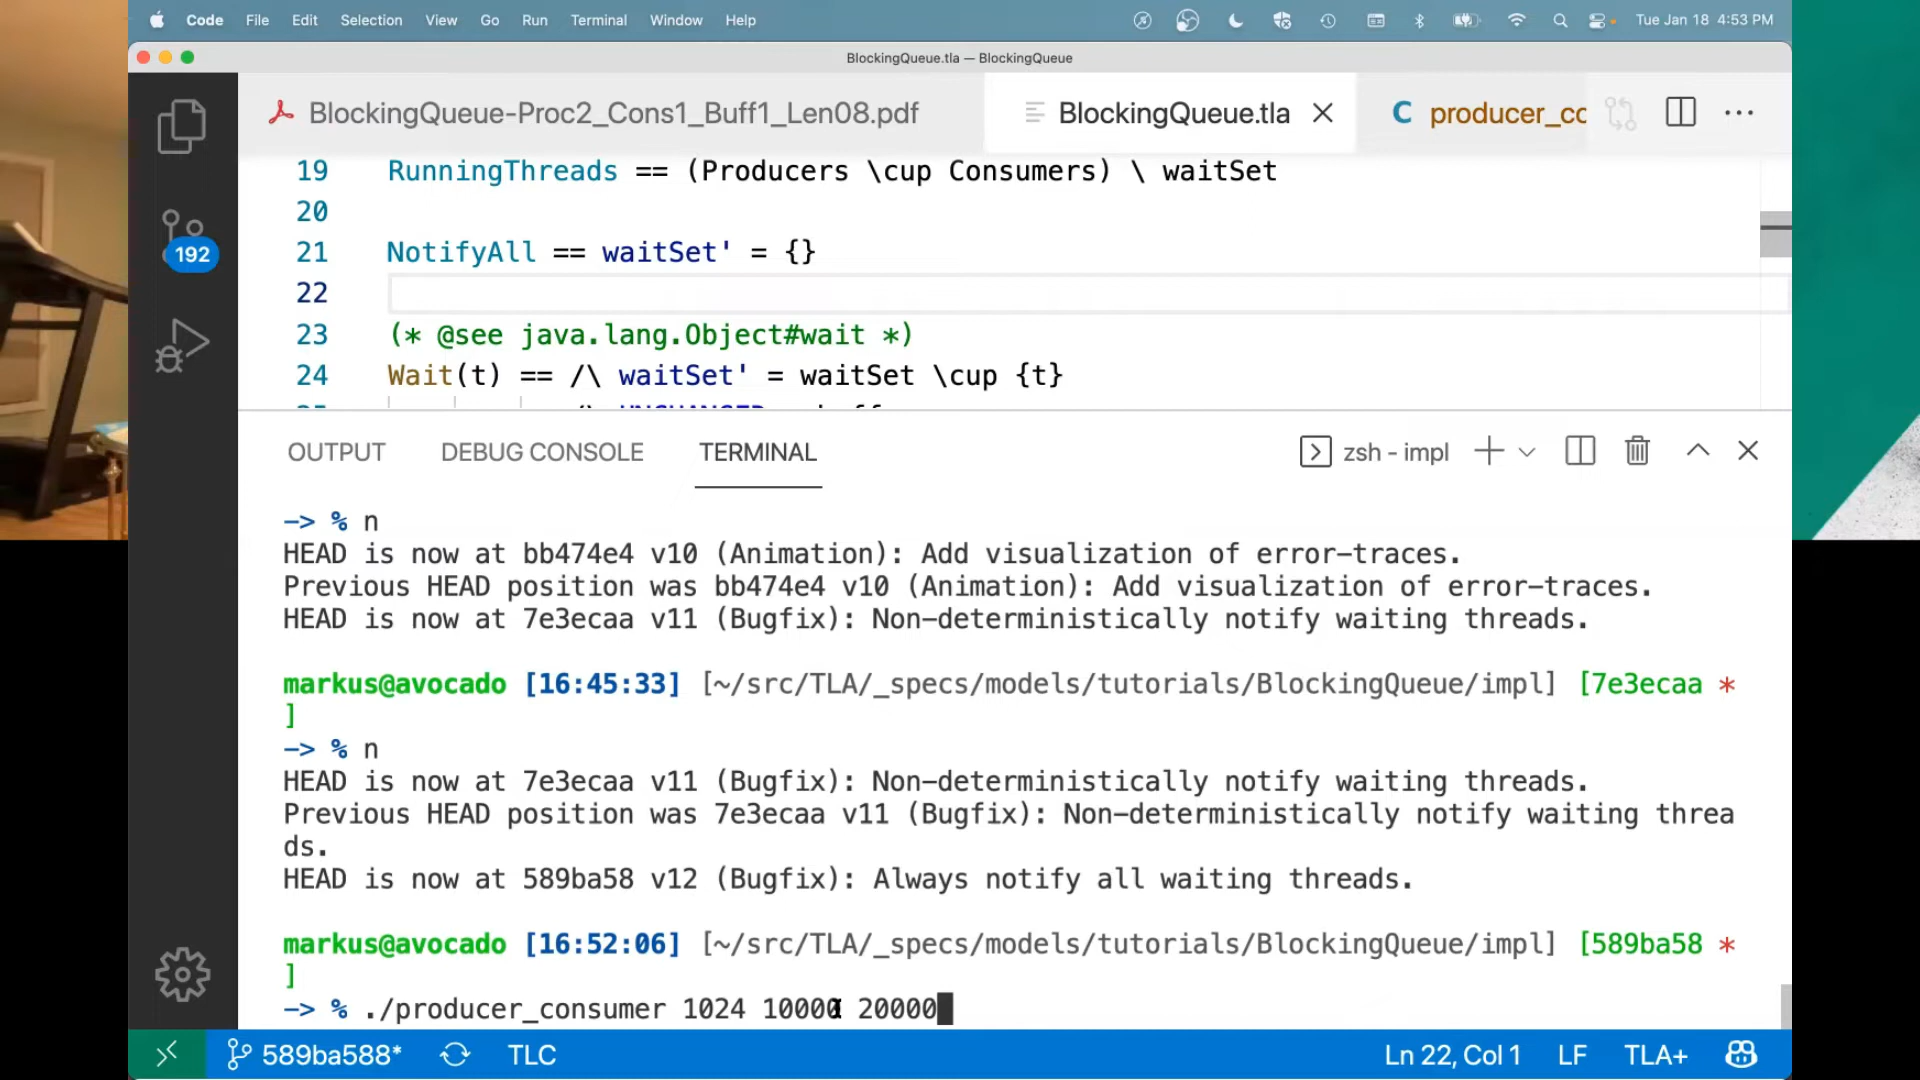 Code File Edit Selection View Go Run Terminal Window Help Tue Jan 18 4:53 PM
BlockingQueue.tla — BlockingQueue
BlockingQueue-Proc2_Cons1_Buff1_Len08.pdf BlockingQueue.tla C producer_co
19 RunningThreads == (Producers \cup Consumers) \ waitSet
20
21 NotifyAll == waitSet' = {}
22
23 (* @see java.lang.Object#wait *)
24 Wait(t) == /\ waitSet' = waitSet \cup {t}
192
OUTPUT DEBUG CONSOLE TERMINAL zsh - impl
—> % n
HEAD is now at bb474e4 v10 (Animation): Add visualization of error-traces.
Previous HEAD position was bb474e4 v10 (Animation): Add visualization of error-traces.
HEAD is now at 7e3ecaa v11 (Bugfix): Non-deterministically notify waiting threads.
markus@avocado [16:45:33] [~/src/TLA/_specs/models/tutorials/BlockingQueue/impl] [7e3ecaa *
]
—> % n
HEAD is now at 7e3ecaa v11 (Bugfix): Non-deterministically notify waiting threads.
Previous HEAD position was 7e3ecaa v11 (Bugfix): Non-deterministically notify waiting threa
ds.
HEAD is now at 589ba58 v12 (Bugfix): Always notify all waiting threads.
markus@avocado [16:52:06] [~/src/TLA/_specs/models/tutorials/BlockingQueue/impl] [589ba58 *
]
—> % ./producer_consumer 1024 10000 20000
589ba588* TLC Ln 22, Col 1 LF TLA+